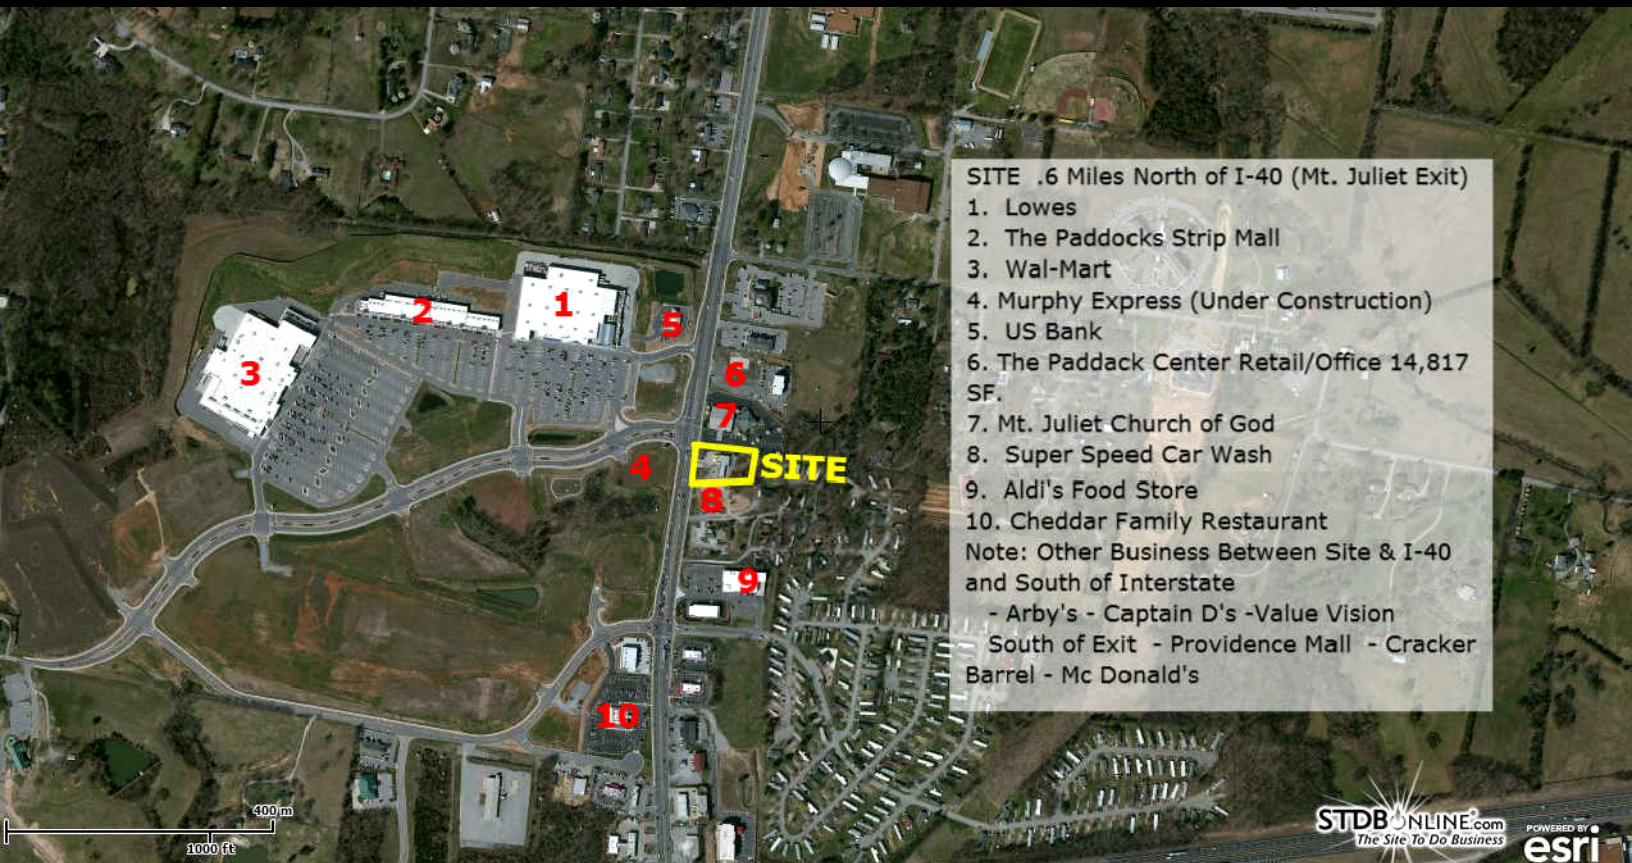 SITE .6 Miles North of I-40 (Mt. Juliet Exit)
1. Lowes
2. The Paddocks Strip Mall
3. Wal-Mart
4. Murphy Express (Under Construction)
5. US Bank
6. The Paddack Center Retail/Office 14,817
SF.
7. Mt. Juliet Church of God
8. Super Speed Car Wash
9. Aldi's Food Store
10. Cheddar Family Restaurant
Note: Other Business Between Site & I-40
and South of Interstate
- Arby's - Captain D's -Value Vision
South of Exit - Providence Mall - Cracker
Barrel - Mc Donald's
1
2
5
3
6
7
4
SITE
8
9
10
400 m
1000 ft
STDBONLINE.com
The Site To Do Business
POWERED BY
esri